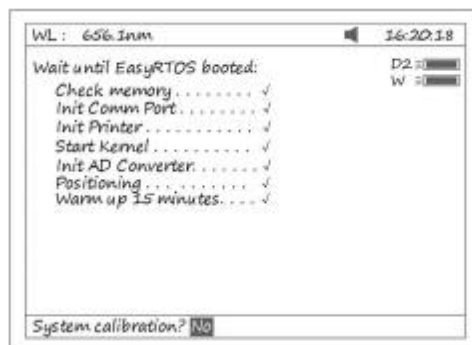 WL: 656.1nm 16:20:18
Wait until EasyRTOS booted:
D2
W
Check memory........ √
Init Comm Port........ √
Init Printer........... √
Start Kernel.......... √
Init AD Converter....... √
Positioning.......... √
Warm up 15 minutes.... √
System calibration? No